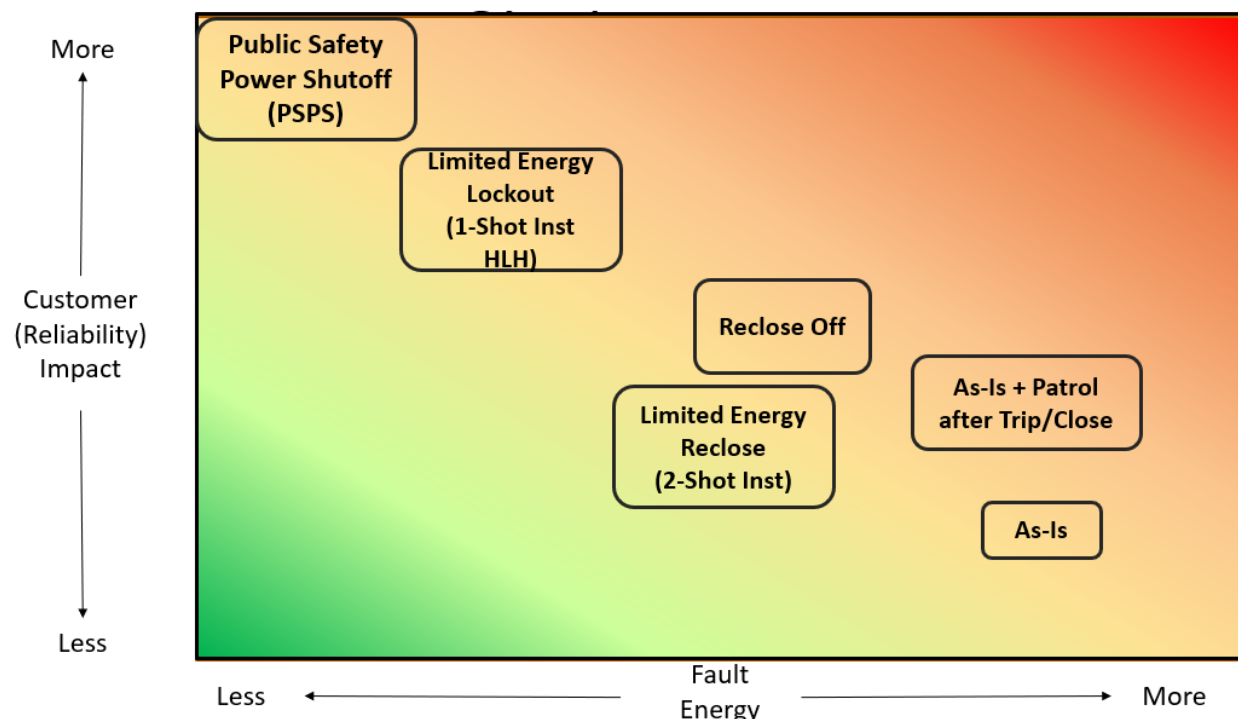 More
Public Safety
Power Shutoff
(PSPS)
Limited Energy
Lockout
(1-Shot Inst
HLH)
Customer
(Reliability)
Impact
Reclose Off
As-Is + Patrol
after Trip/Close
Limited Energy
Reclose
(2-Shot Inst)
As-Is
Less
Less
Fault
Energy
More